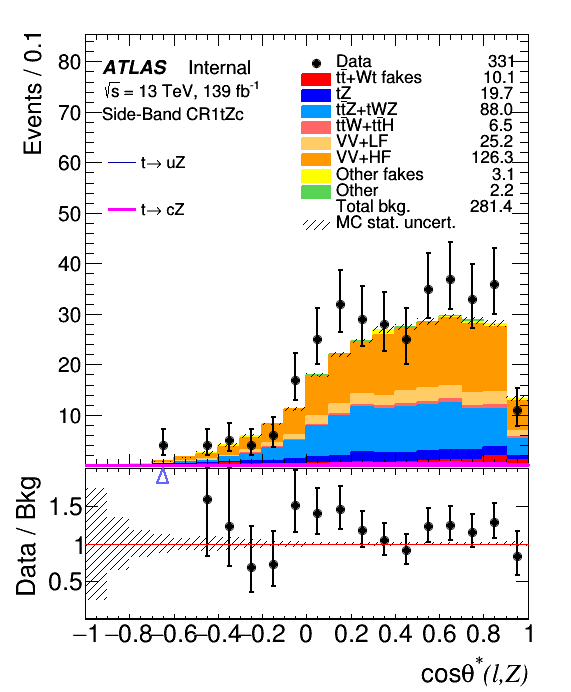 Events / 0.1
80
70
60
50
40
30
20
10
ATLAS Internal
√s = 13 TeV, 139 fb⁻¹
Side-Band CR1tZc
t→ uZ
t→ cZ
Data 331
tt̄+Wt fakes 10.1
tZ 19.7
tt̄Z+tWZ 88.0
tt̄W+tt̄H 6.5
VV+LF 25.2
VV+HF 126.3
Other fakes 3.1
Other 2.2
Total bkg. 281.4
MC stat. uncert.
Data / Bkg
1.5
1
0.5
−1 −0.8 −0.6 −0.4 −0.2 0 0.2 0.4 0.6 0.8 1
cosθ*(l,Z)